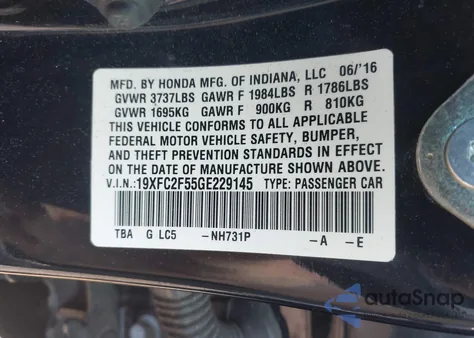 MFD. BY HONDA MFG. OF INDIANA, LLC 06/'16
GVWR 3737LBS GAWR F 1984LBS R 1786LBS
GVWR 1695KG GAWR F 900KG R 810KG
THIS VEHICLE CONFORMS TO ALL APPLICABLE
FEDERAL MOTOR VEHICLE SAFETY, BUMPER,
AND THEFT PREVENTION STANDARDS IN EFFECT
ON THE DATE OF MANUFACTURE SHOWN ABOVE.
V.I.N.: 19XFC2F55GE229145 TYPE: PASSENGER CAR
TBA G LC5 -NH731P -A -E
autoSnap